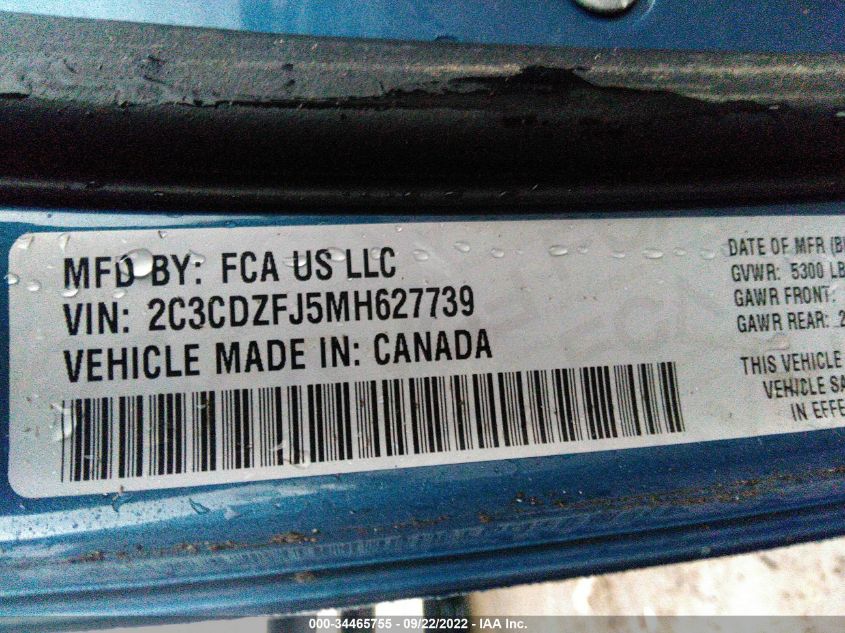 MFD BY: FCA US LLC
VIN: 2C3CDZFJ5MH627739
VEHICLE MADE IN: CANADA
DATE OF MFR
GVWR: 5300 LB
GAWR FRONT:
GAWR REAR:
THIS VEHICLE
VEHICLE
000-34465755 - 09/22/2022 - IAA Inc.